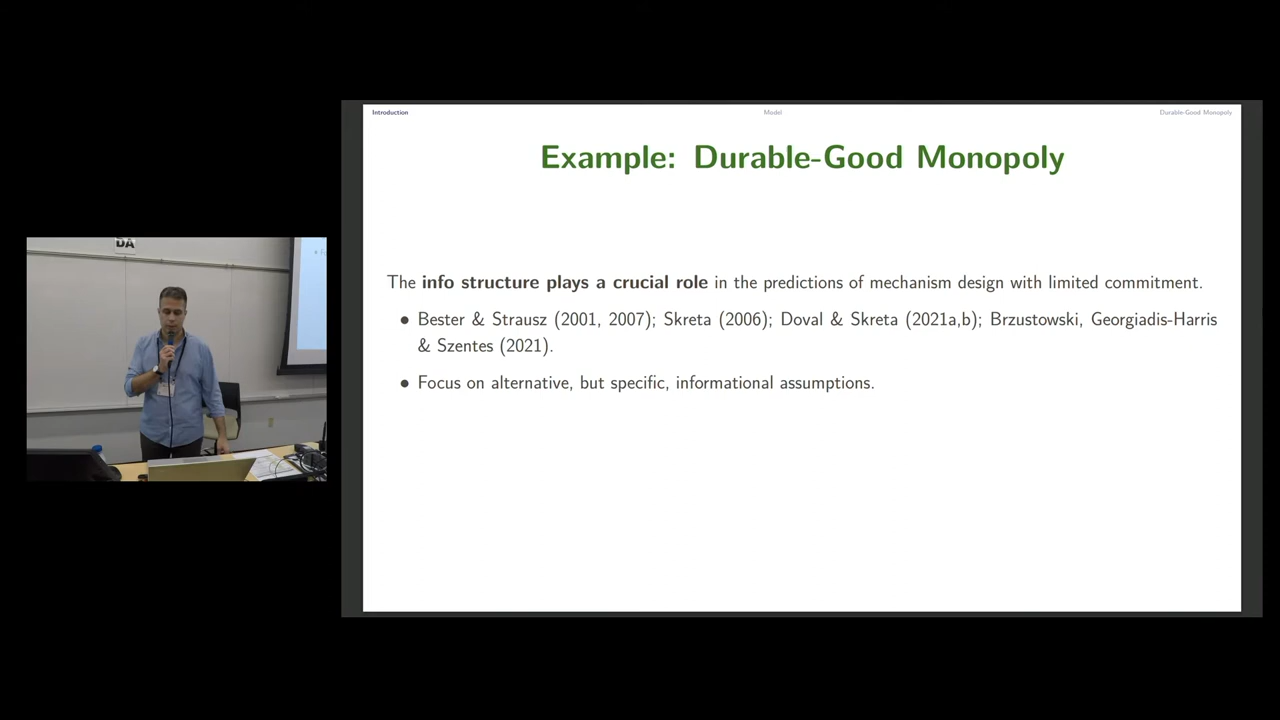 DA
Introduction
Model
Durable-Good Monopoly
Example: Durable-Good Monopoly
The info structure plays a crucial role in the predictions of mechanism design with limited commitment.
• Bester & Strausz (2001, 2007); Skreta (2006); Doval & Skreta (2021a,b); Brzustowski, Georgiadis-Harris
& Szentes (2021).
• Focus on alternative, but specific, informational assumptions.